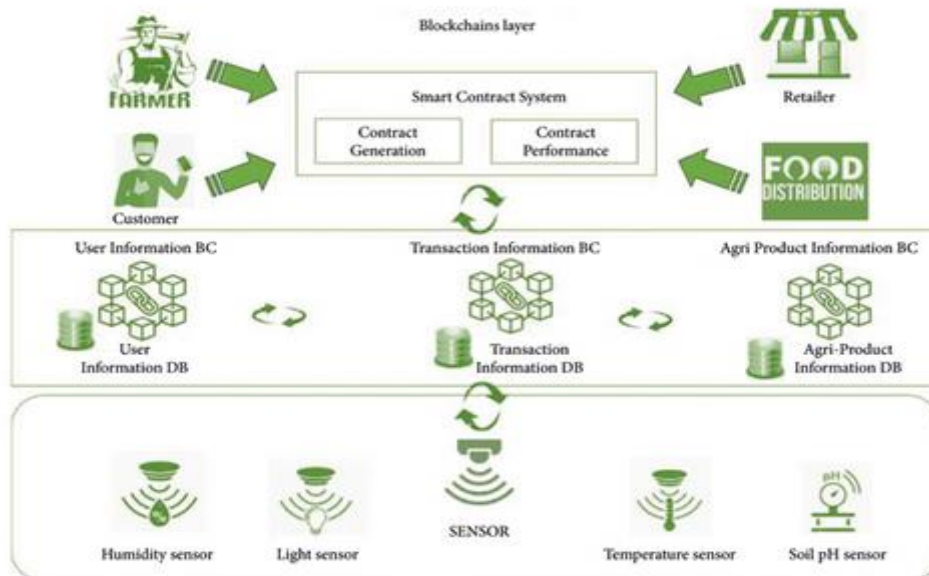 Blockchains layer
FARMER
Smart Contract System
Contract
Generation
Contract
Performance
SHOP
Retailer
Customer
FOOD
DISTRIBUTION
User Information BC
Transaction Information BC
Agri Product Information BC
User
Information DB
Transaction
Information DB
Agri-Product
Information DB
SENSOR
pH
Humidity sensor
Light sensor
Temperature sensor
Soil pH sensor